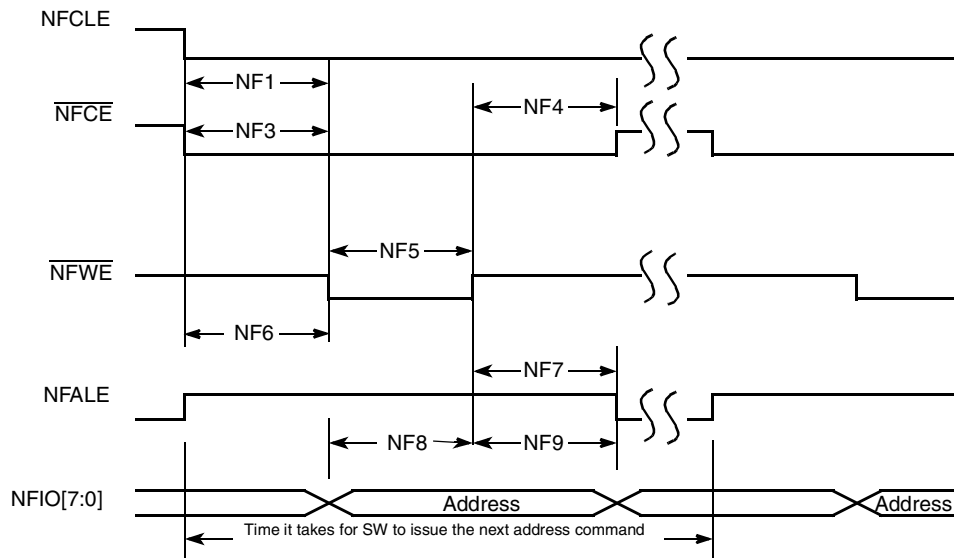 NFCLE
NF1
NF4
NFCE
NF3
NF5
NFWE
NF6
NF7
NFALE
NF8
NF9
NFIO[7:0]
Address
Address
Time it takes for SW to issue the next address command